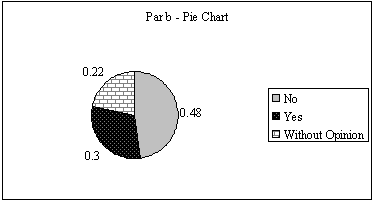 Par b - Pie Chart
0.22
0.48
0.3
No
Yes
Without Opinion